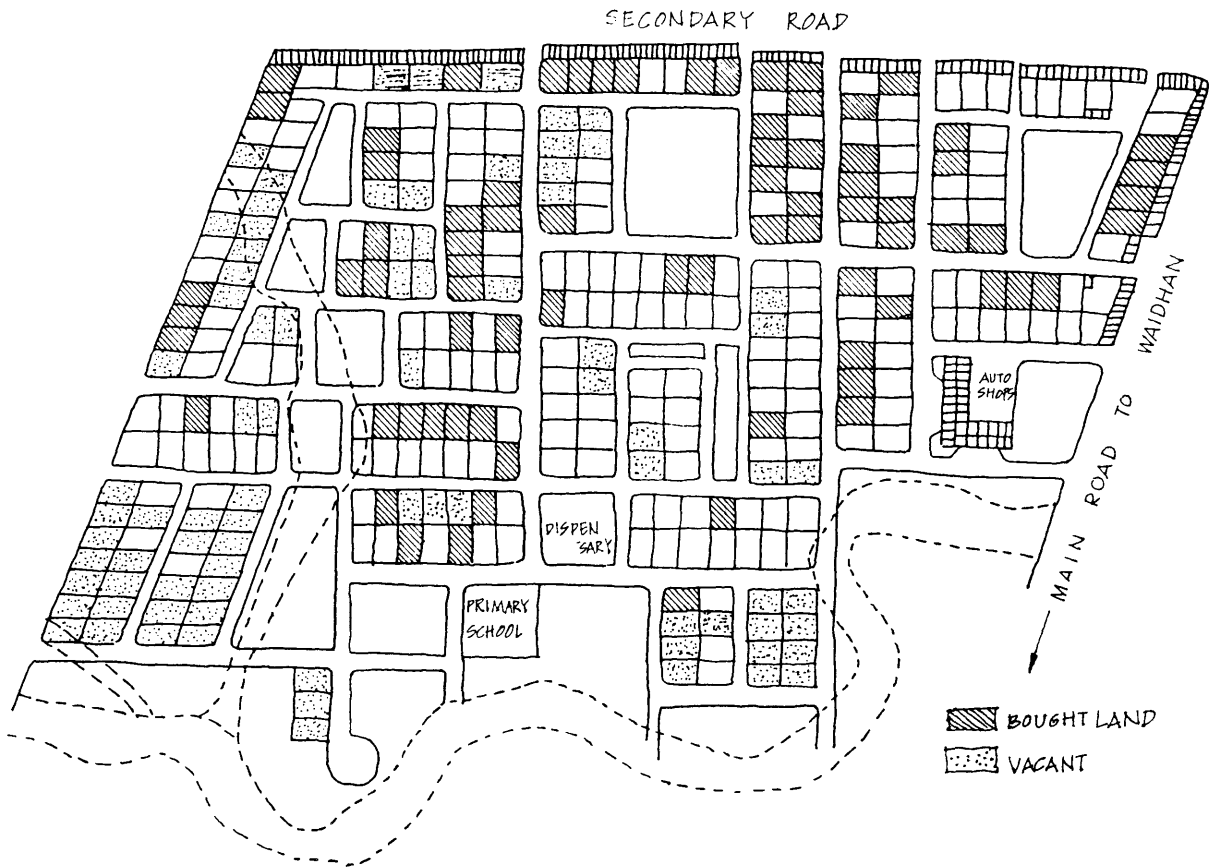 SECONDARY ROAD
AUTO
SHOPS
MAIN ROAD TO WAIDHAN
DISPEN
SARY
PRIMARY
SCHOOL
BOUGHT LAND
VACANT